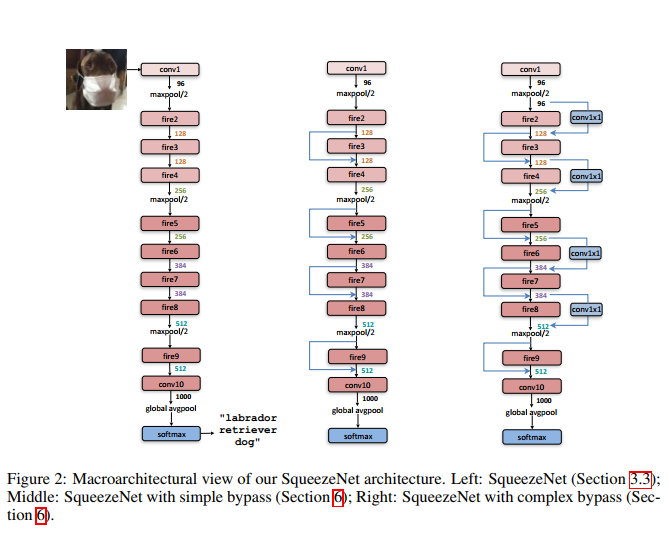 conv1
96
maxpool/2
fire2
128
fire3
128
fire4
256
maxpool/2
fire5
256
fire6
384
fire7
384
fire8
512
maxpool/2
fire9
512
conv10
1000
global avgpool
softmax
"labrador
retriever
dog"
conv1
96
maxpool/2
fire2
128
fire3
128
fire4
256
maxpool/2
fire5
256
fire6
384
fire7
384
fire8
512
maxpool/2
fire9
512
conv10
1000
global avgpool
softmax
conv1
96
maxpool/2
96
fire2
conv1x1
128
fire3
128
fire4
conv1x1
256
maxpool/2
fire5
256
fire6
conv1x1
384
fire7
384
fire8
conv1x1
512
maxpool/2
fire9
512
conv10
1000
global avgpool
softmax
Figure 2: Macroarchitectural view of our SqueezeNet architecture. Left: SqueezeNet (Section 3.3);
Middle: SqueezeNet with simple bypass (Section 6); Right: SqueezeNet with complex bypass (Sec-
tion 6).